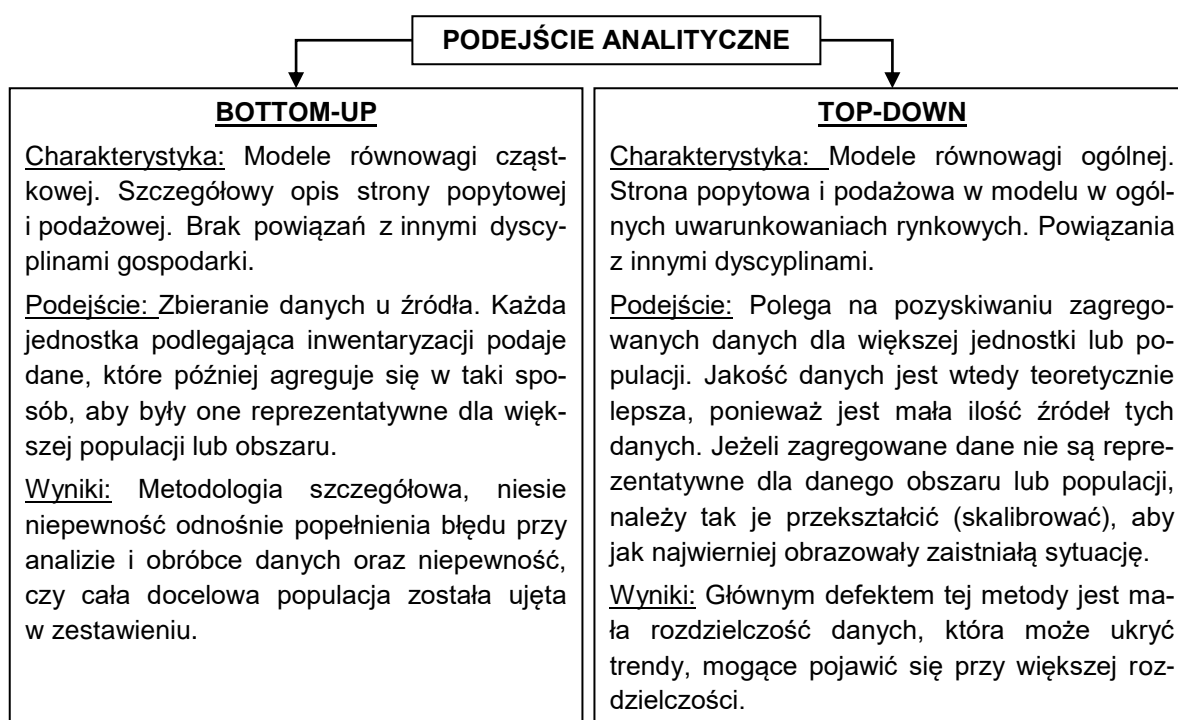 PODEJŚCIE ANALITYCZNE
BOTTOM-UP
Charakterystyka: Modele równowagi cząst-
kowej. Szczegółowy opis strony popytowej
i podażowej. Brak powiązań z innymi dyscy-
plinami gospodarki.
Podejście: Zbieranie danych u źródła. Każda
jednostka podlegająca inwentaryzacji podaje
dane, które później agreguje się w taki spo-
sób, aby były one reprezentatywne dla więk-
szej populacji lub obszaru.
Wyniki: Metodologia szczegółowa, niesie
niepewność odnośnie popełnienia błędu przy
analizie i obróbce danych oraz niepewność,
czy cała docelowa populacja została ujęta
w zestawieniu.
TOP-DOWN
Charakterystyka: Modele równowagi ogólnej.
Strona popytowa i podażowa w modelu w ogól-
nych uwarunkowaniach rynkowych. Powiązania
z innymi dyscyplinami.
Podejście: Polega na pozyskiwaniu zagrego-
wanych danych dla większej jednostki lub po-
pulacji. Jakość danych jest wtedy teoretycznie
lepsza, ponieważ jest mała ilość źródeł tych
danych. Jeżeli zagregowane dane nie są repre-
zentatywne dla danego obszaru lub populacji,
należy tak je przekształcić (skalibrować), aby
jak najwierniej obrazowały zaistniałą sytuację.
Wyniki: Głównym defektem tej metody jest ma-
ła rozdzielczość danych, która może ukryć
trendy, mogące pojawić się przy większej roz-
dzielczości.